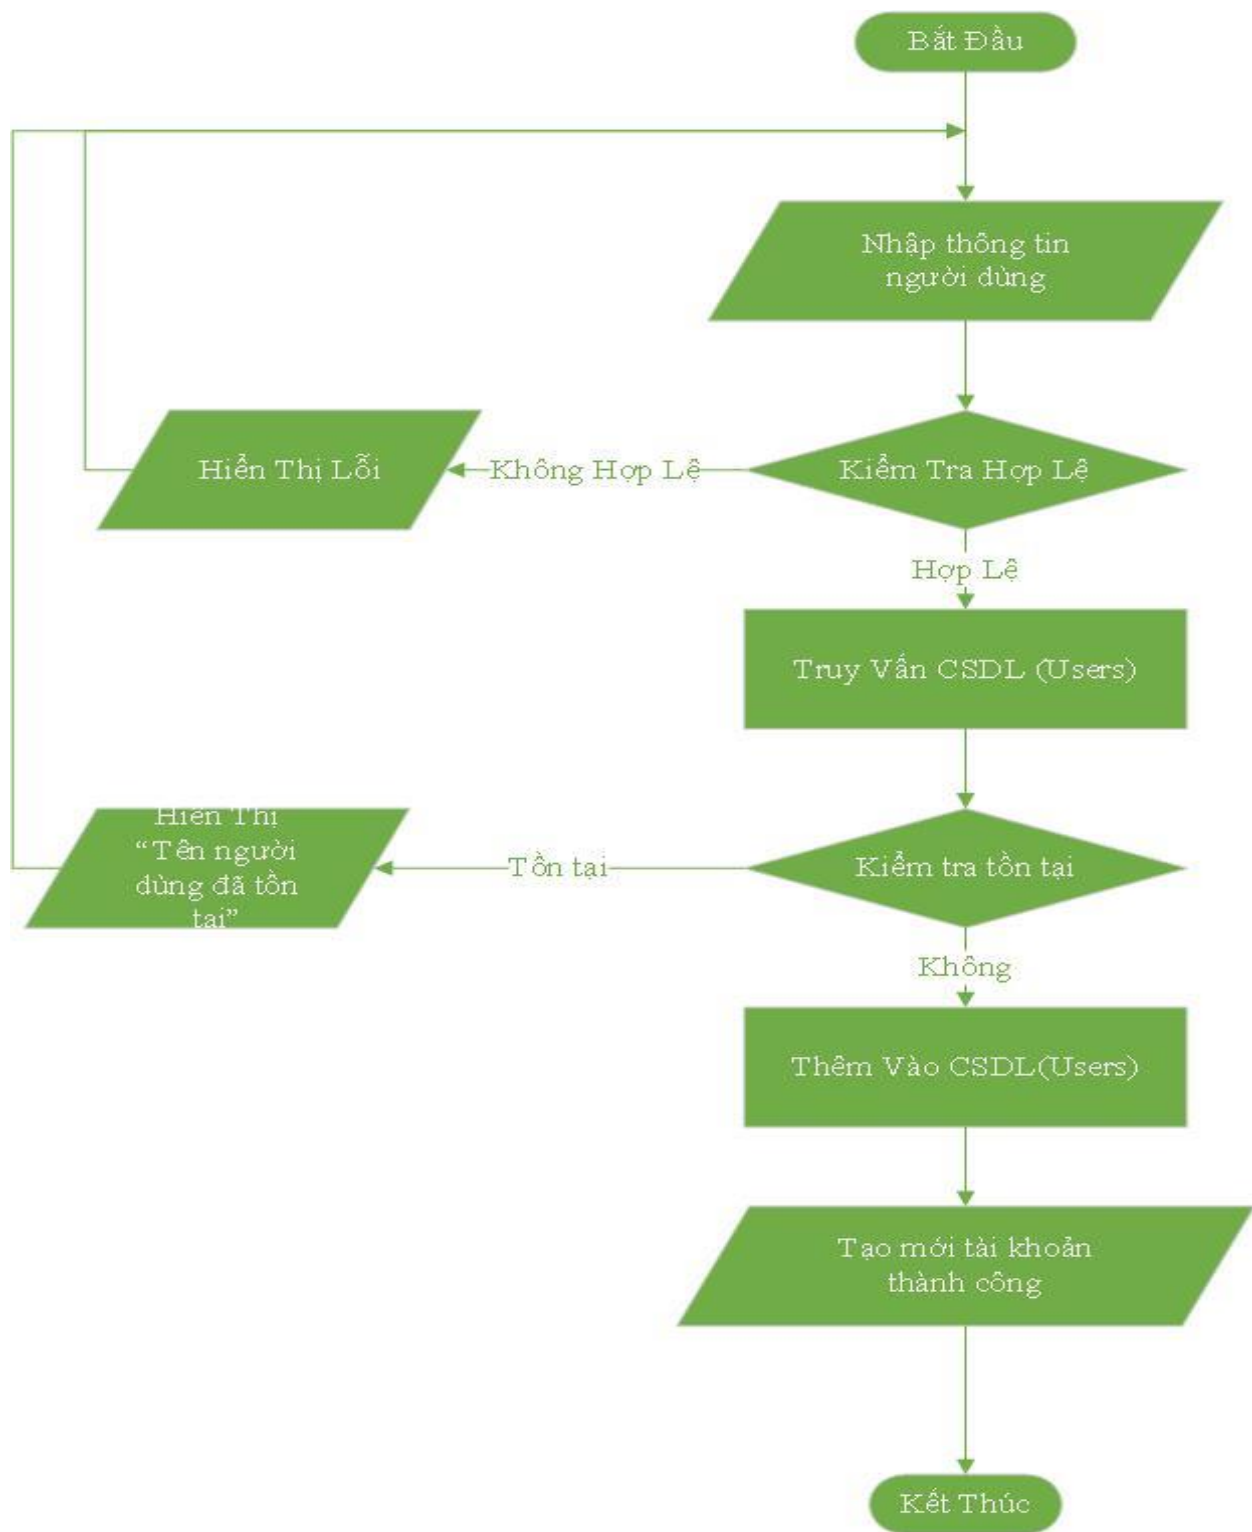 Bắt Đầu
Nhập thông tin
người dùng
Hiển Thị Lỗi
Không Hợp Lệ
Kiểm Tra Hợp Lệ
Hợp Lệ
Truy Vấn CSDL (Users)
Hiển Thị
“Tên người
dùng đã tồn
tại”
Tồn tại
Kiểm tra tồn tại
Không
Thêm Vào CSDL(Users)
Tạo mới tài khoản
thành công
Kết Thúc